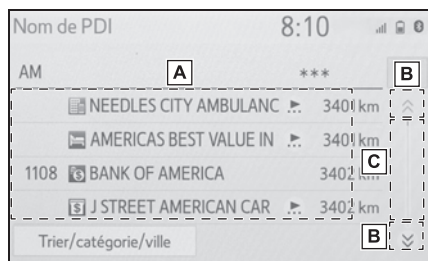 Nom de PDI 8:10
AM A *** B
NEEDLES CITY AMBULANC 3401 km
AMERICAS BEST VALUE IN 3401 km
C
1108 BANK OF AMERICA 3402 km
J STREET AMERICAN CAR 3402 km
Trier/catégorie/ville B